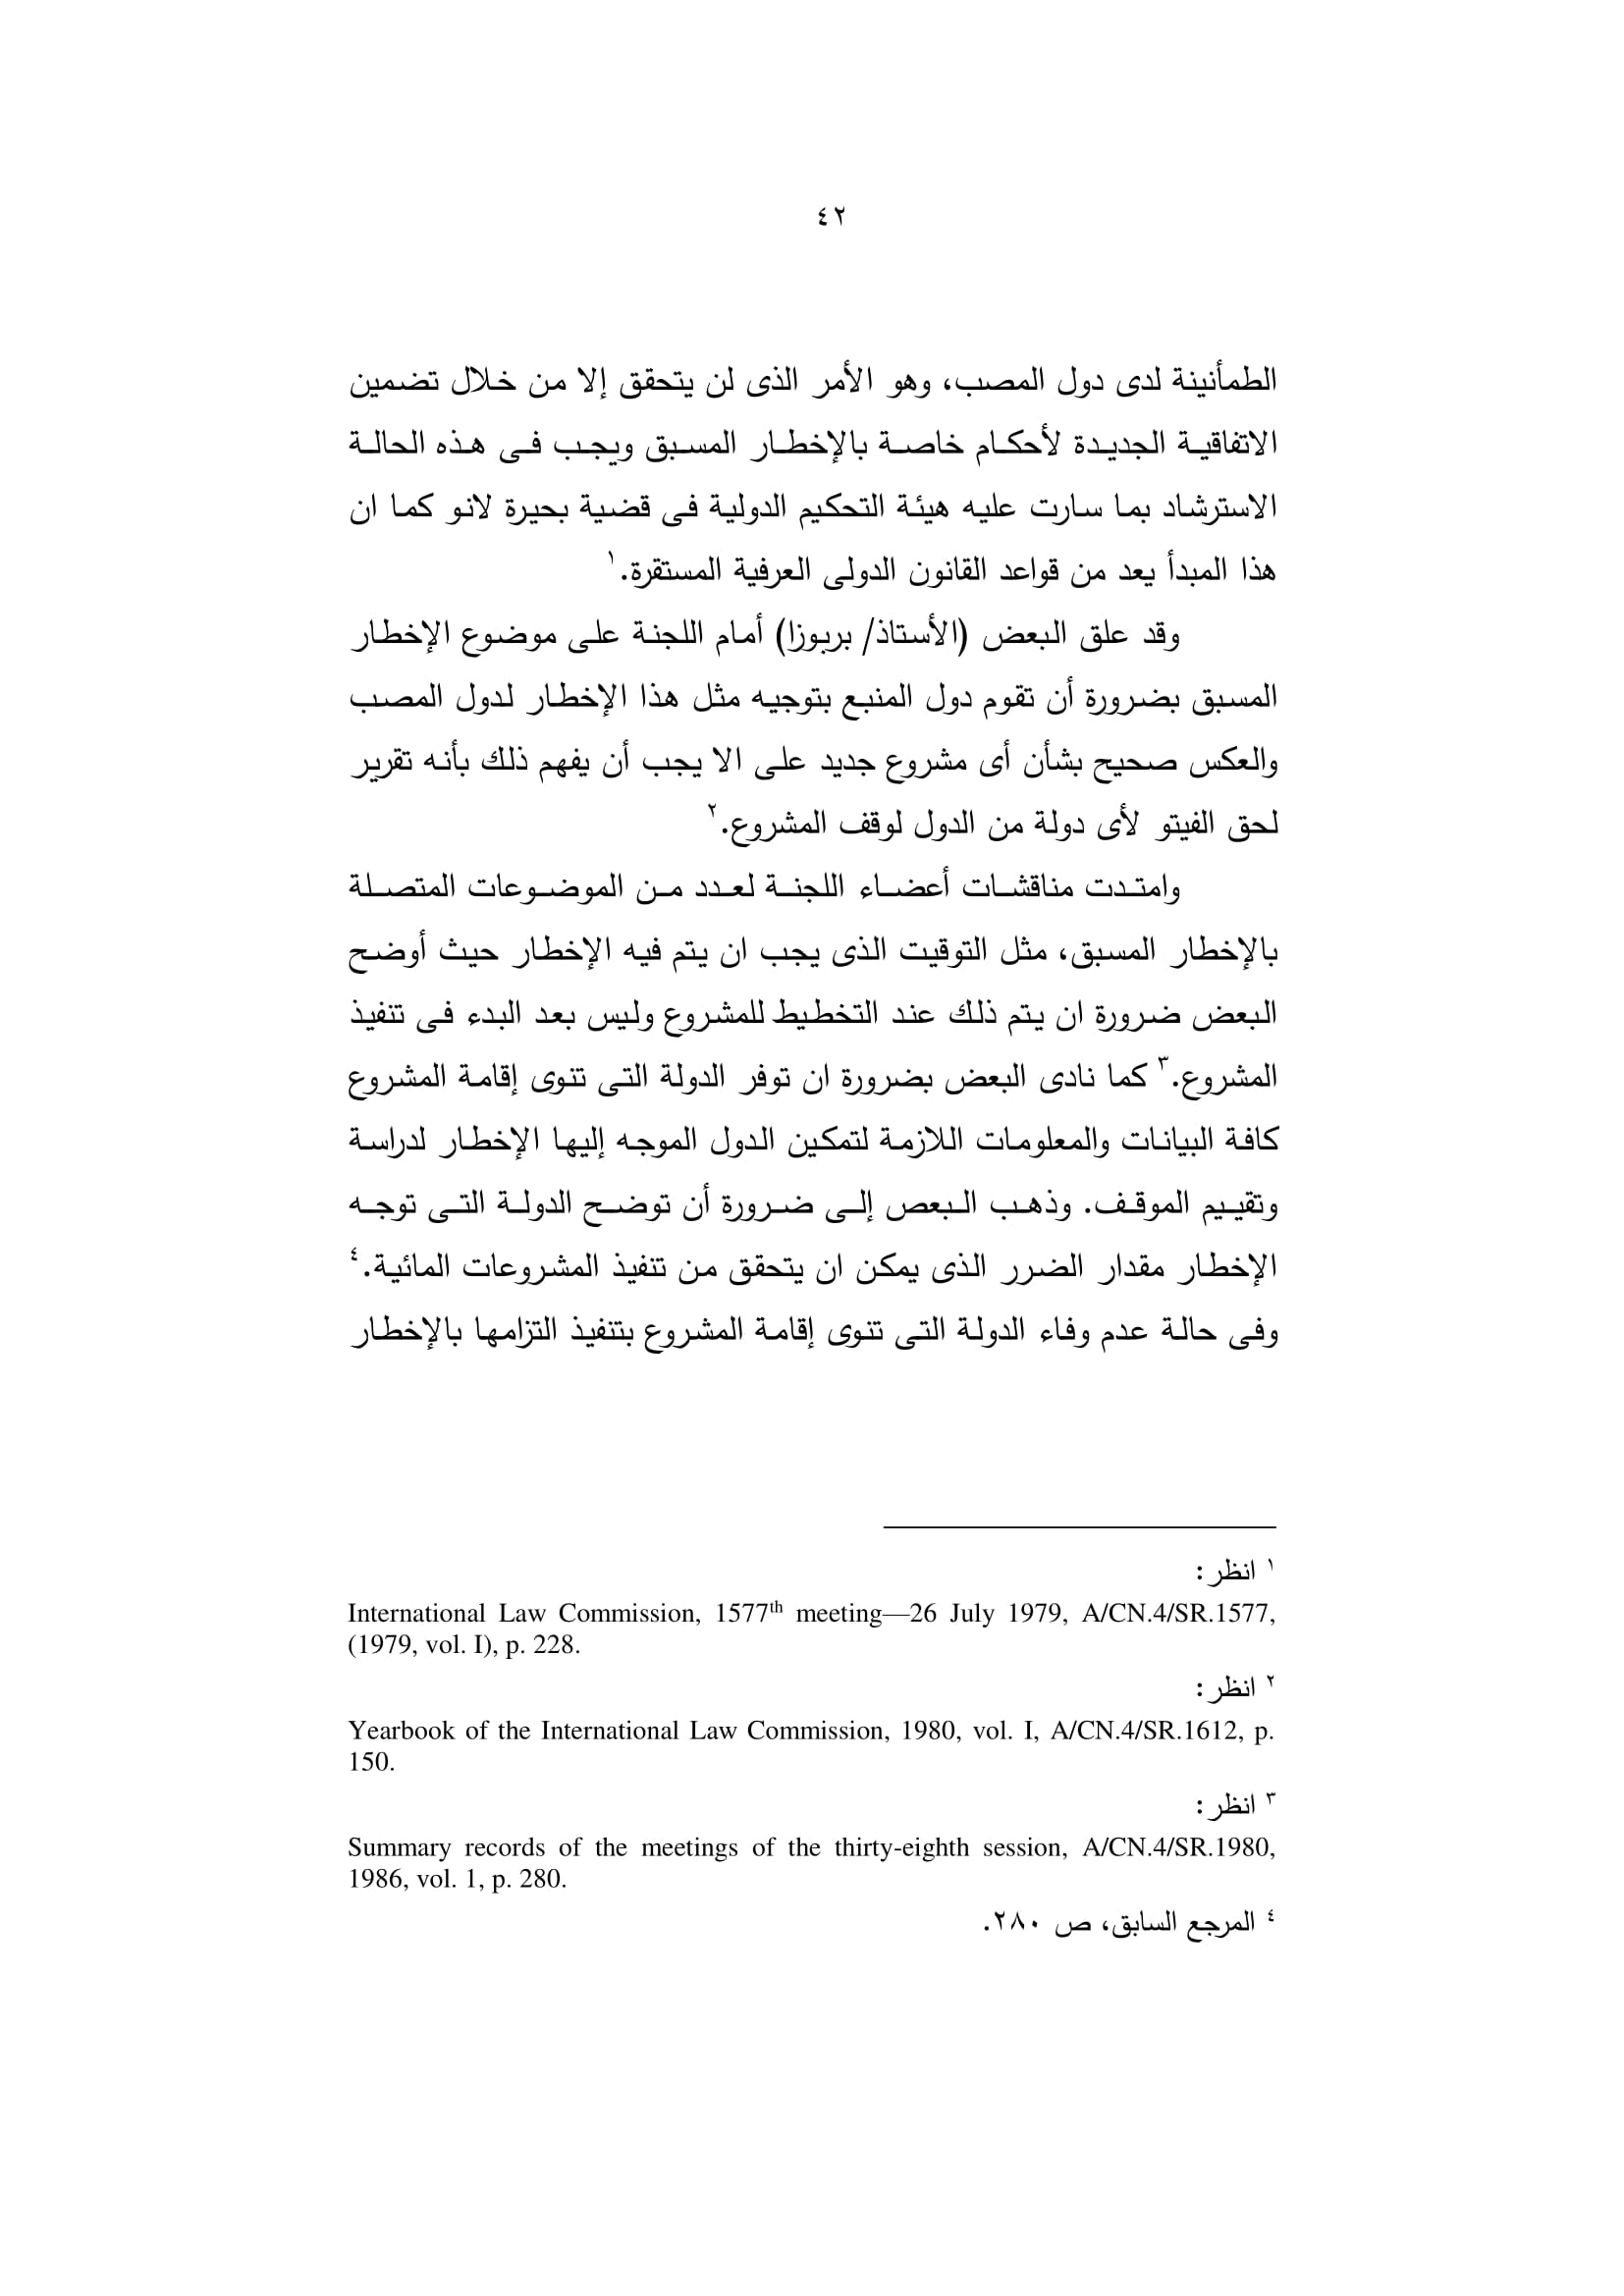 ٤٢
الطمأنينة لدى دول المصب، وهو الأمر الذى لن يتحقق إلا من خلال تضمين
الاتفاقية الجديدة لأحكام خاصة بالإخطار المسبق ويجب فى هذه الحالة
الاسترشاد بما سارت عليه هيئة التحكيم الدولية فى قضية بحيرة لانو كما ان
هذا المبدأ يعد من قواعد القانون الدولى العرفية المستقرة.١
وقد علق البعض (الأستاذ/ بربوزا) أمام اللجنة على موضوع الإخطار
المسبق بضرورة أن تقوم دول المنبع بتوجيه مثل هذا الإخطار لدول المصب
والعكس صحيح بشأن أى مشروع جديد على الا يجب أن يفهم ذلك بأنه تقرير
لحق الفيتو لأى دولة من الدول لوقف المشروع.٢
وامتدت مناقشات أعضاء اللجنة لعدد من الموضوعات المتصلة
بالإخطار المسبق، مثل التوقيت الذى يجب ان يتم فيه الإخطار حيث أوضح
البعض ضرورة ان يتم ذلك عند التخطيط للمشروع وليس بعد البدء فى تنفيذ
المشروع.٣ كما نادى البعض بضرورة ان توفر الدولة التى تنوى إقامة المشروع
كافة البيانات والمعلومات اللازمة لتمكين الدول الموجه إليها الإخطار لدراسة
وتقييم الموقف. وذهب البعص إلى ضرورة أن توضح الدولة التى توجه
الإخطار مقدار الضرر الذى يمكن ان يتحقق من تنفيذ المشروعات المائية.٤
وفى حالة عدم وفاء الدولة التى تنوى إقامة المشروع بتنفيذ التزامها بالإخطار
١ انظر:
International Law Commission, 1577th meeting—26 July 1979, A/CN.4/SR.1577,
(1979, vol. I), p. 228.
٢ انظر:
Yearbook of the International Law Commission, 1980, vol. I, A/CN.4/SR.1612, p.
150.
٣ انظر:
Summary records of the meetings of the thirty-eighth session, A/CN.4/SR.1980,
1986, vol. 1, p. 280.
٤ المرجع السابق، ص ٢٨٠.